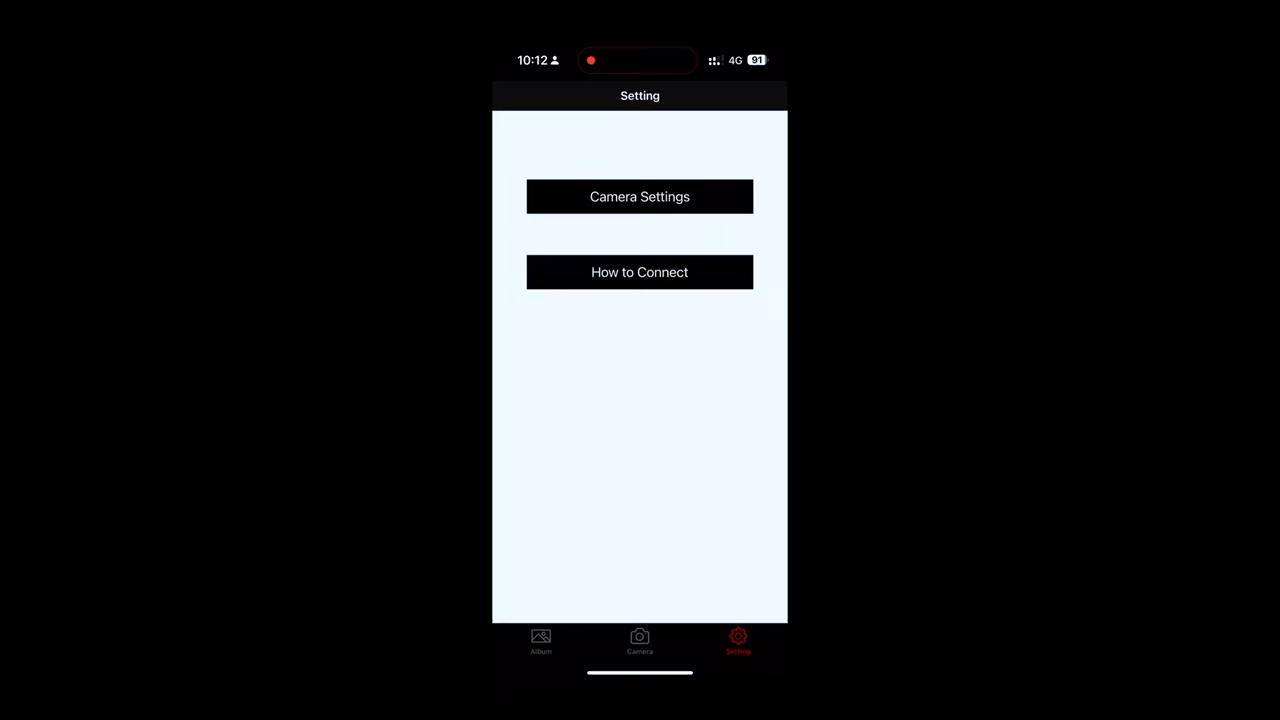 10:12 4G 91
Setting
Camera Settings
How to Connect
Album Camera Setting